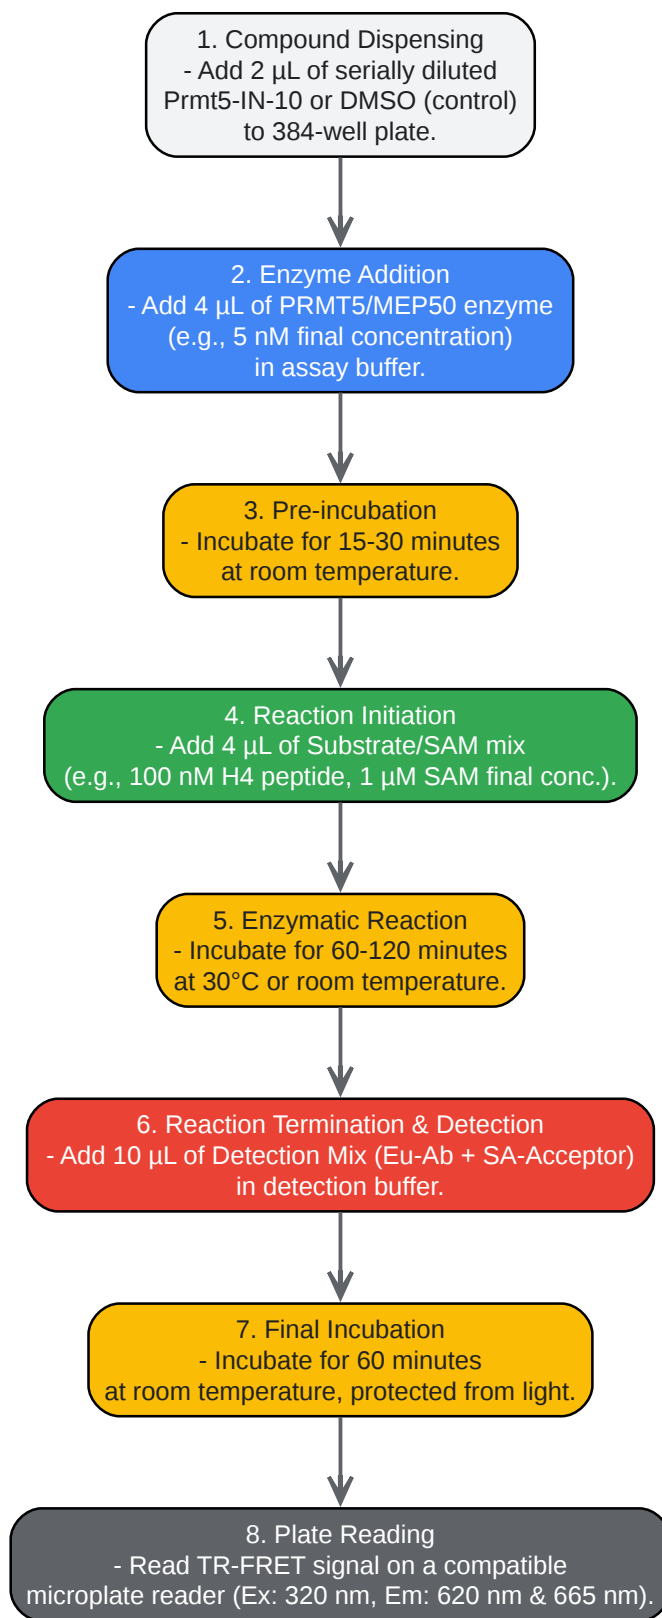 1. Compound Dispensing
- Add 2 µL of serially diluted
Prmt5-IN-10 or DMSO (control)
to 384-well plate.
2. Enzyme Addition
- Add 4 µL of PRMT5/MEP50 enzyme
(e.g., 5 nM final concentration)
in assay buffer.
3. Pre-incubation
- Incubate for 15-30 minutes
at room temperature.
4. Reaction Initiation
- Add 4 µL of Substrate/SAM mix
(e.g., 100 nM H4 peptide, 1 µM SAM final conc.).
5. Enzymatic Reaction
- Incubate for 60-120 minutes
at 30°C or room temperature.
6. Reaction Termination & Detection
- Add 10 µL of Detection Mix (Eu-Ab + SA-Acceptor)
in detection buffer.
7. Final Incubation
- Incubate for 60 minutes
at room temperature, protected from light.
8. Plate Reading
- Read TR-FRET signal on a compatible
microplate reader (Ex: 320 nm, Em: 620 nm & 665 nm).